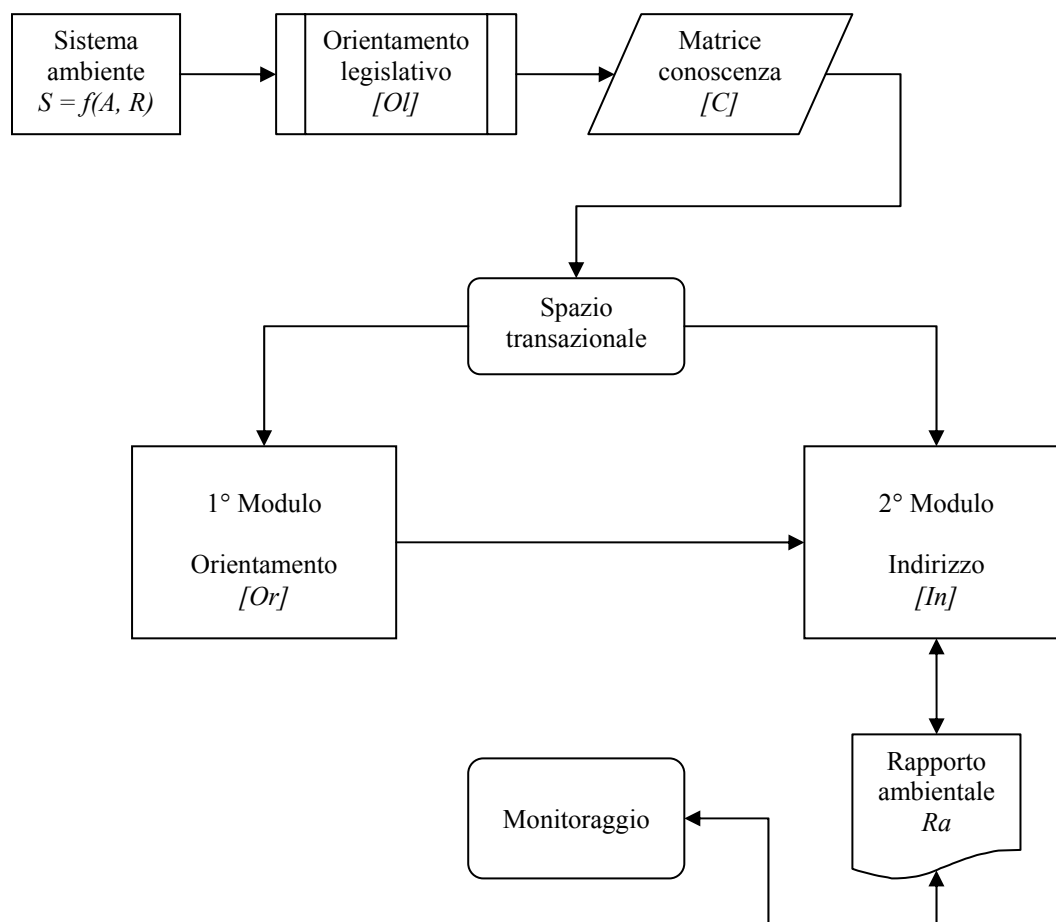 Sistema
ambiente
S = f(A, R)
Orientamento
legislativo
[Ol]
Matrice
conoscenza
[C]
Spazio
transazionale
1° Modulo
Orientamento
[Or]
2° Modulo
Indirizzo
[In]
Monitoraggio
Rapporto
ambientale
Ra